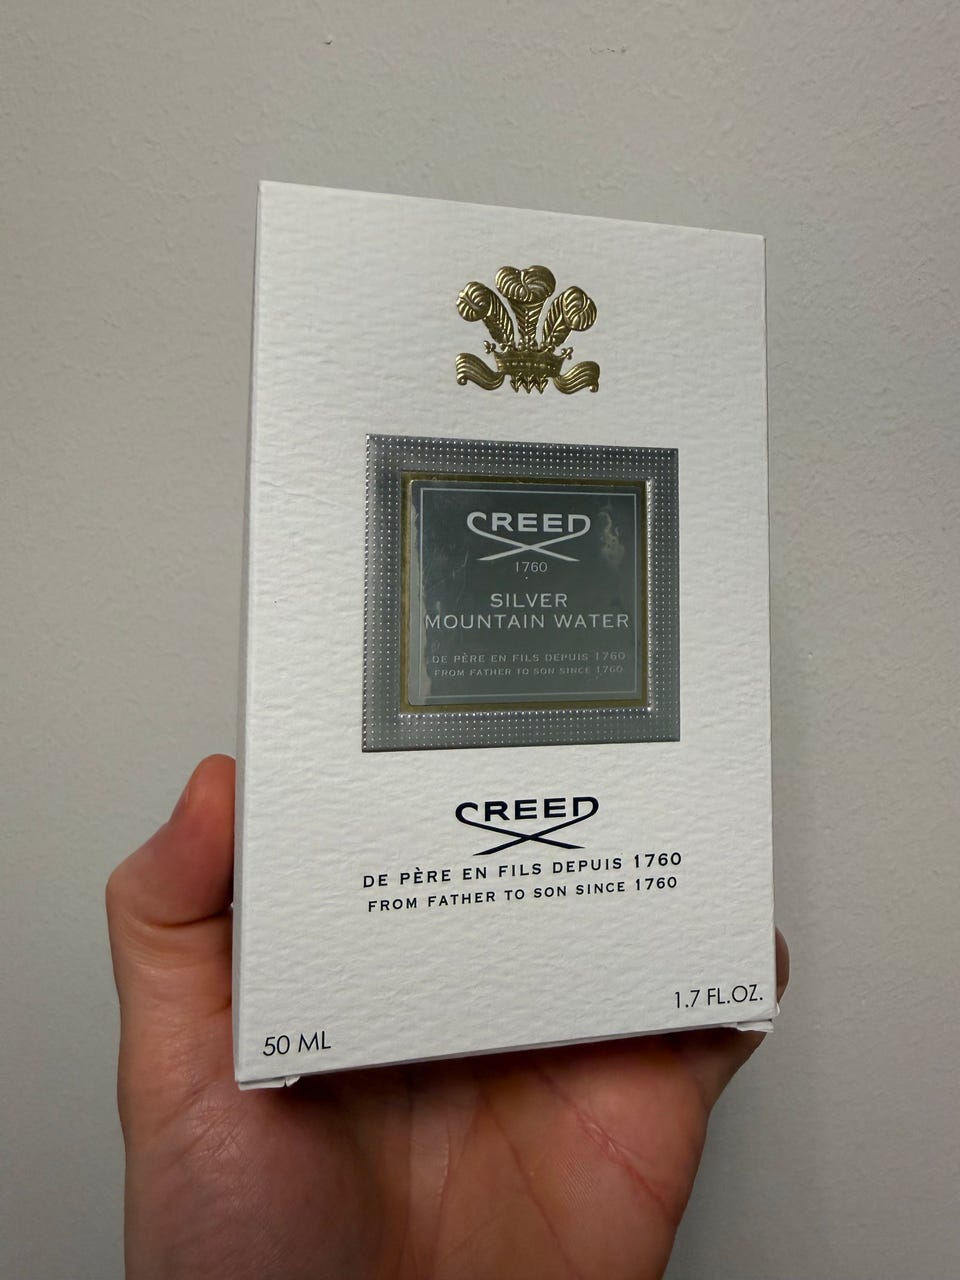 CREED
1760
SILVER
MOUNTAIN WATER
DE PÈRE EN FILS DEPUIS 1760
FROM FATHER TO SON SINCE 1760
CREED
DE PÈRE EN FILS DEPUIS 1760
FROM FATHER TO SON SINCE 1760
50 ML
1.7 FL.OZ.